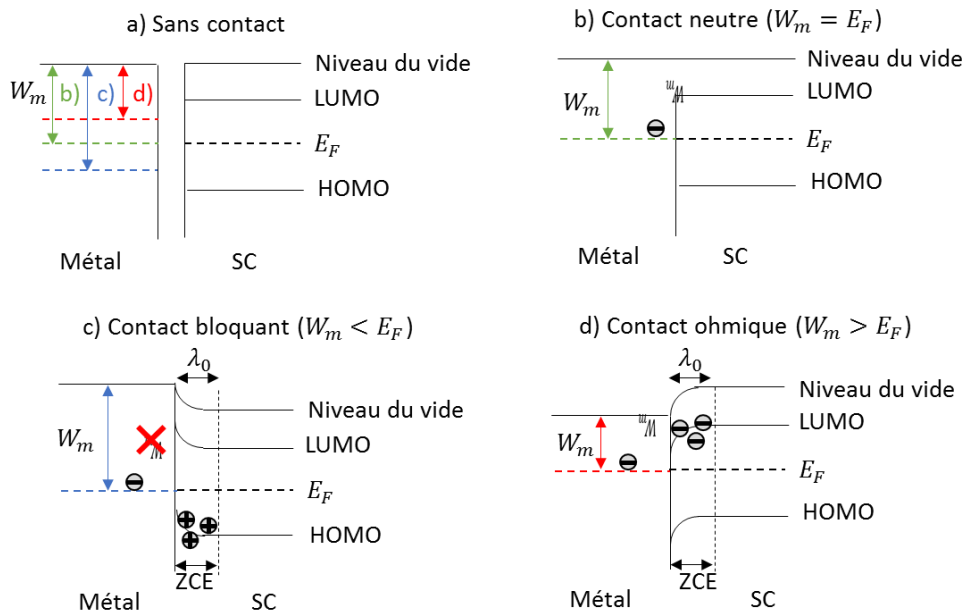 a) Sans contact
Niveau du vide
W_m b) c) d)
LUMO
E_F
HOMO
Métal SC
b) Contact neutre (W_m = E_F)
Niveau du vide
W_m
LUMO
E_F
HOMO
Métal SC
c) Contact bloquant (W_m < E_F)
λ_0
Niveau du vide
W_m
LUMO
E_F
HOMO
ZCE
Métal SC
d) Contact ohmique (W_m > E_F)
λ_0
Niveau du vide
LUMO
W_m
E_F
HOMO
ZCE
Métal SC